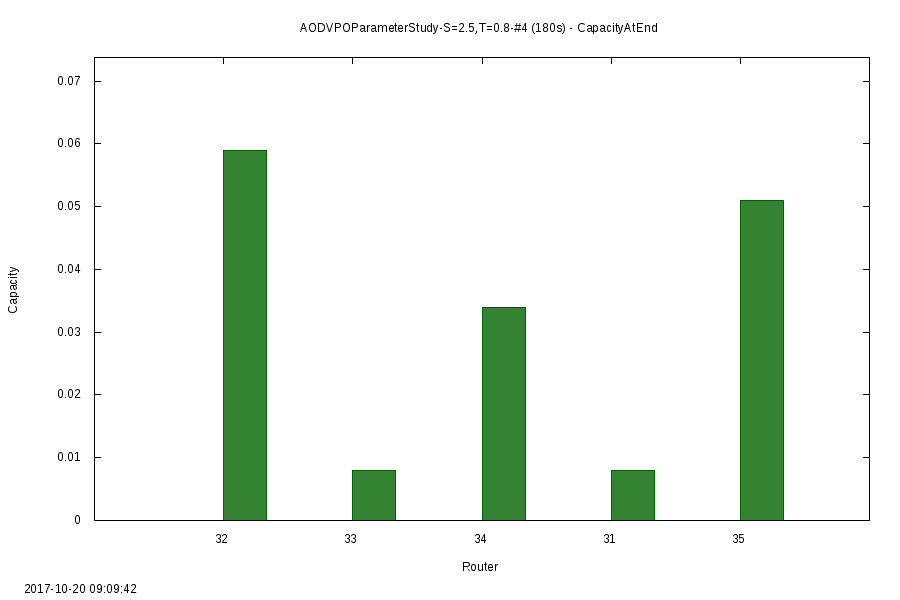 AODVPOParameterStudy-S=2.5,T=0.8-#4 (180s) - CapacityAtEnd
0.07
0.06
0.05
0.04
0.03
0.02
0.01
0
Capacity
32 33 34 31 35
Router
2017-10-20 09:09:42